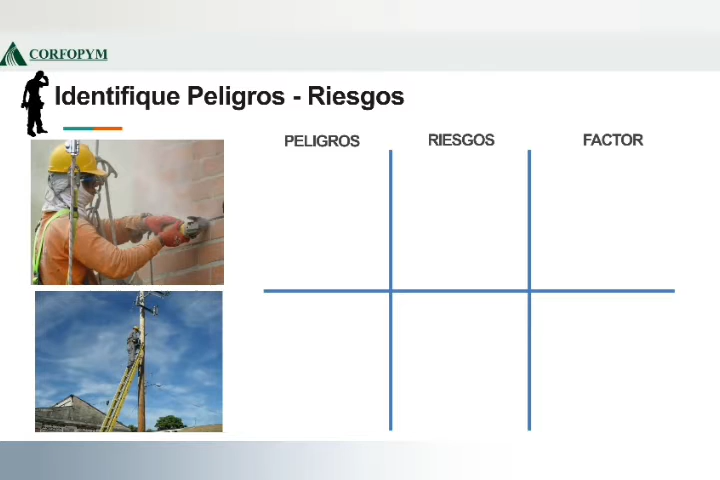 CORFOPYM
Identifique Peligros - Riesgos
PELIGROS
RIESGOS
FACTOR